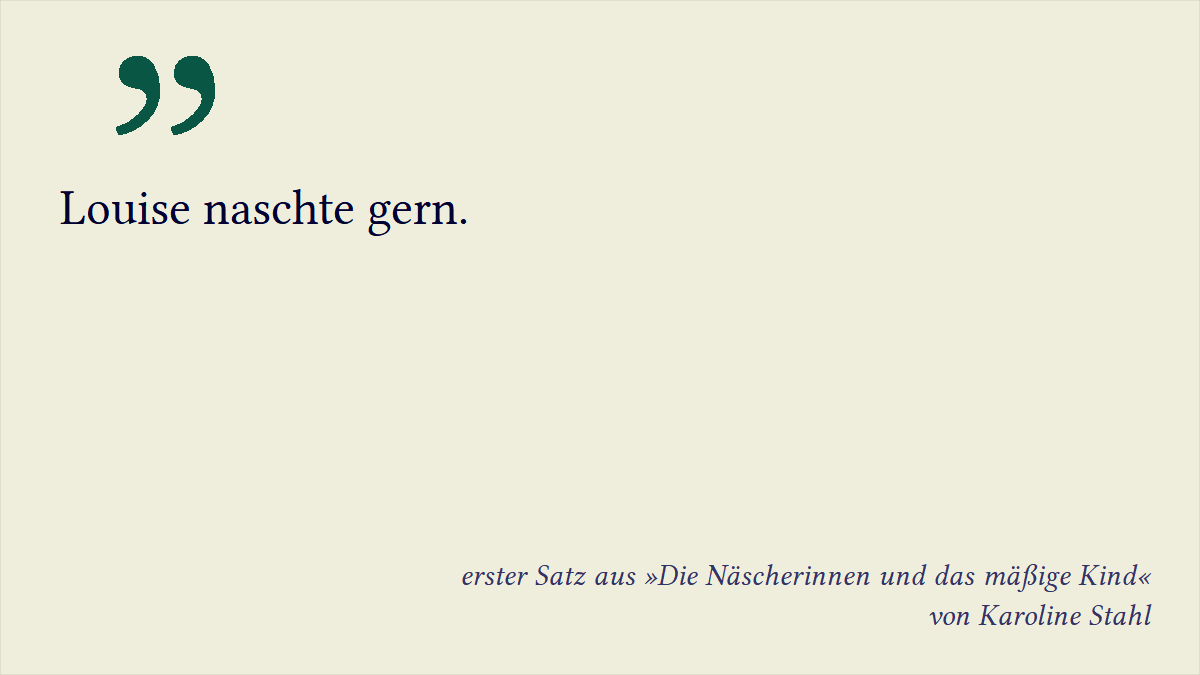 ”
Louise naschte gern.
erster Satz aus »Die Näscherinnen und das mäßige Kind«
von Karoline Stahl